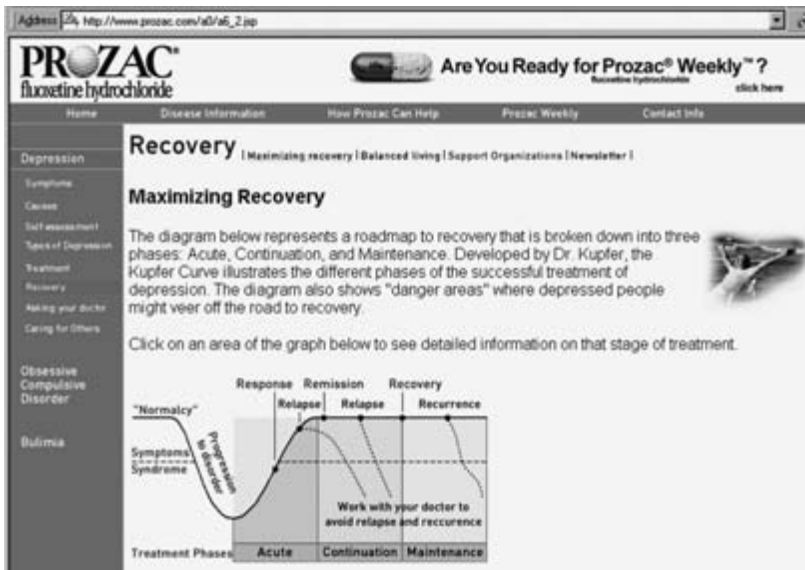 Address http://www.prozac.com/a0/a6_2.jsp
PROZAC®
fluoxetine hydrochloride
Are You Ready for Prozac® Weekly™?
fluoxetine hydrochloride
click here
Home Disease Information How Prozac Can Help Prozac Weekly Contact Info
Depression
Symptoms
Causes
Self assessment
Types of Depression
Treatment
Recovery
Asking your doctor
Caring for Others
Obsessive
Compulsive
Disorder
Bulimia
Recovery | Maximizing recovery | Balanced living | Support Organizations | Newsletter |
Maximizing Recovery
The diagram below represents a roadmap to recovery that is broken down into three
phases: Acute, Continuation, and Maintenance. Developed by Dr. Kupfer, the
Kupfer Curve illustrates the different phases of the successful treatment of
depression. The diagram also shows "danger areas" where depressed people
might veer off the road to recovery.
Click on an area of the graph below to see detailed information on that stage of treatment.
Response Remission Recovery
Relapse Relapse Recurrence
"Normalcy"
Progression
to disorder
Symptoms
Syndrome
Work with your doctor to
avoid relapse and reccurence
Treatment Phases Acute Continuation Maintenance